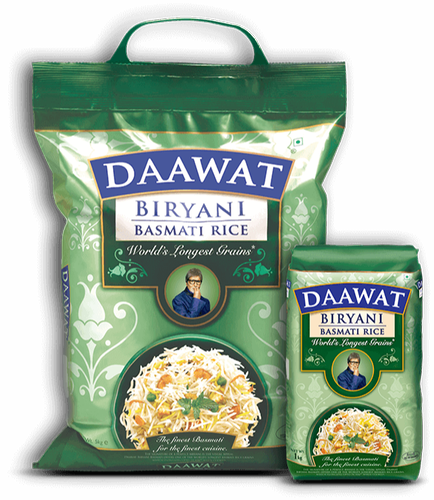 DAAWAT
BIRYANI
BASMATI RICE
World's Longest Grains*
The finest Basmati
for the finest cuisine.
DAAWAT
DAAWAT
DAAWAT
BIRYANI
BASMATI RICE
World's Longest Grains*
The finest Basmati
for the finest cuisine.